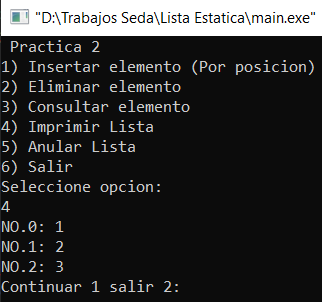 "D:\Trabajos Seda\Lista Estatica\main.exe"
Practica 2
1) Insertar elemento (Por posicion)
2) Eliminar elemento
3) Consultar elemento
4) Imprimir Lista
5) Anular Lista
6) Salir
Seleccione opcion:
4
NO.0: 1
NO.1: 2
NO.2: 3
Continuar 1 salir 2: